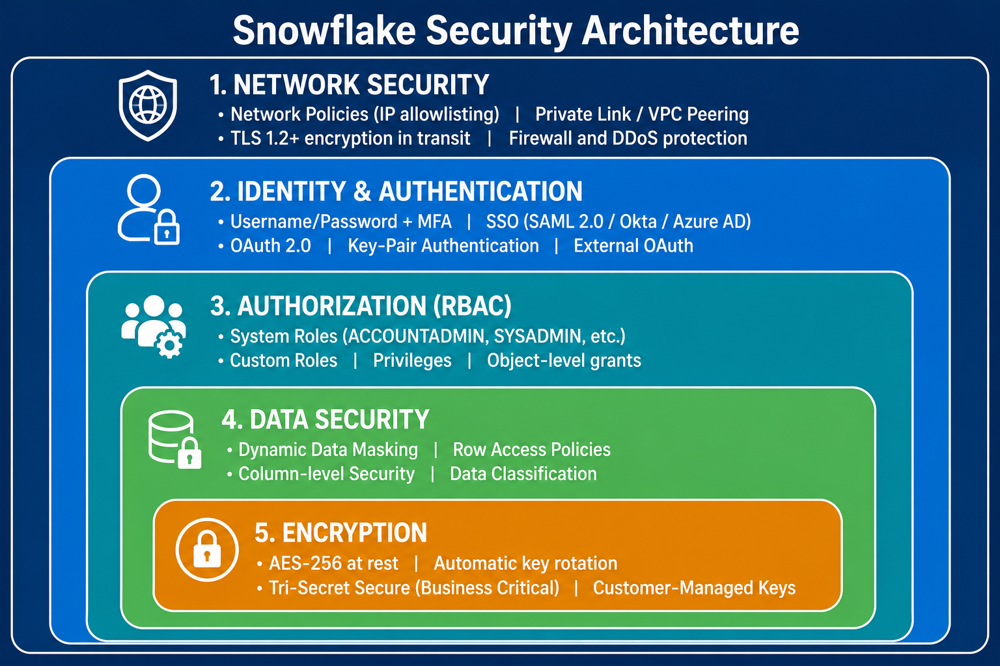 Snowflake Security Architecture
1. NETWORK SECURITY
• Network Policies (IP allowlisting) | Private Link / VPC Peering
• TLS 1.2+ encryption in transit | Firewall and DDoS protection
2. IDENTITY & AUTHENTICATION
• Username/Password + MFA | SSO (SAML 2.0 / Okta / Azure AD)
• OAuth 2.0 | Key-Pair Authentication | External OAuth
3. AUTHORIZATION (RBAC)
• System Roles (ACCOUNTADMIN, SYSADMIN, etc.)
• Custom Roles | Privileges | Object-level grants
4. DATA SECURITY
• Dynamic Data Masking | Row Access Policies
• Column-level Security | Data Classification
5. ENCRYPTION
• AES-256 at rest | Automatic key rotation
• Tri-Secret Secure (Business Critical) | Customer-Managed Keys